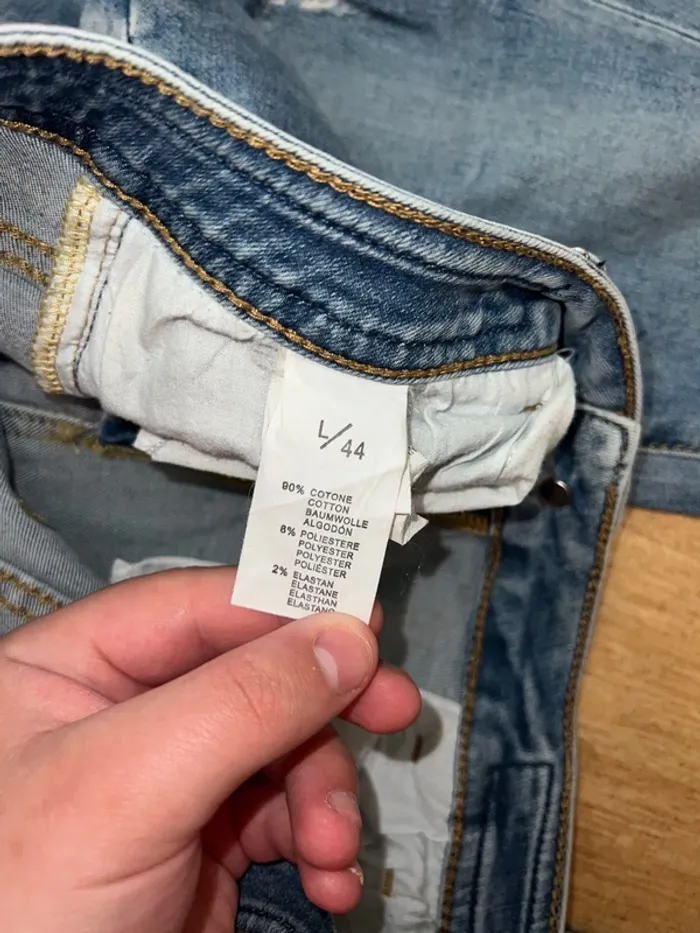 L/44
90% COTONE
COTTON
BAUMWOLLE
ALGODÓN
8% POLIESTERE
POLYESTER
POLYESTER
POLIÉSTER
2% ELASTAN
ELASTANE
ELASTHAN
ELASTANO